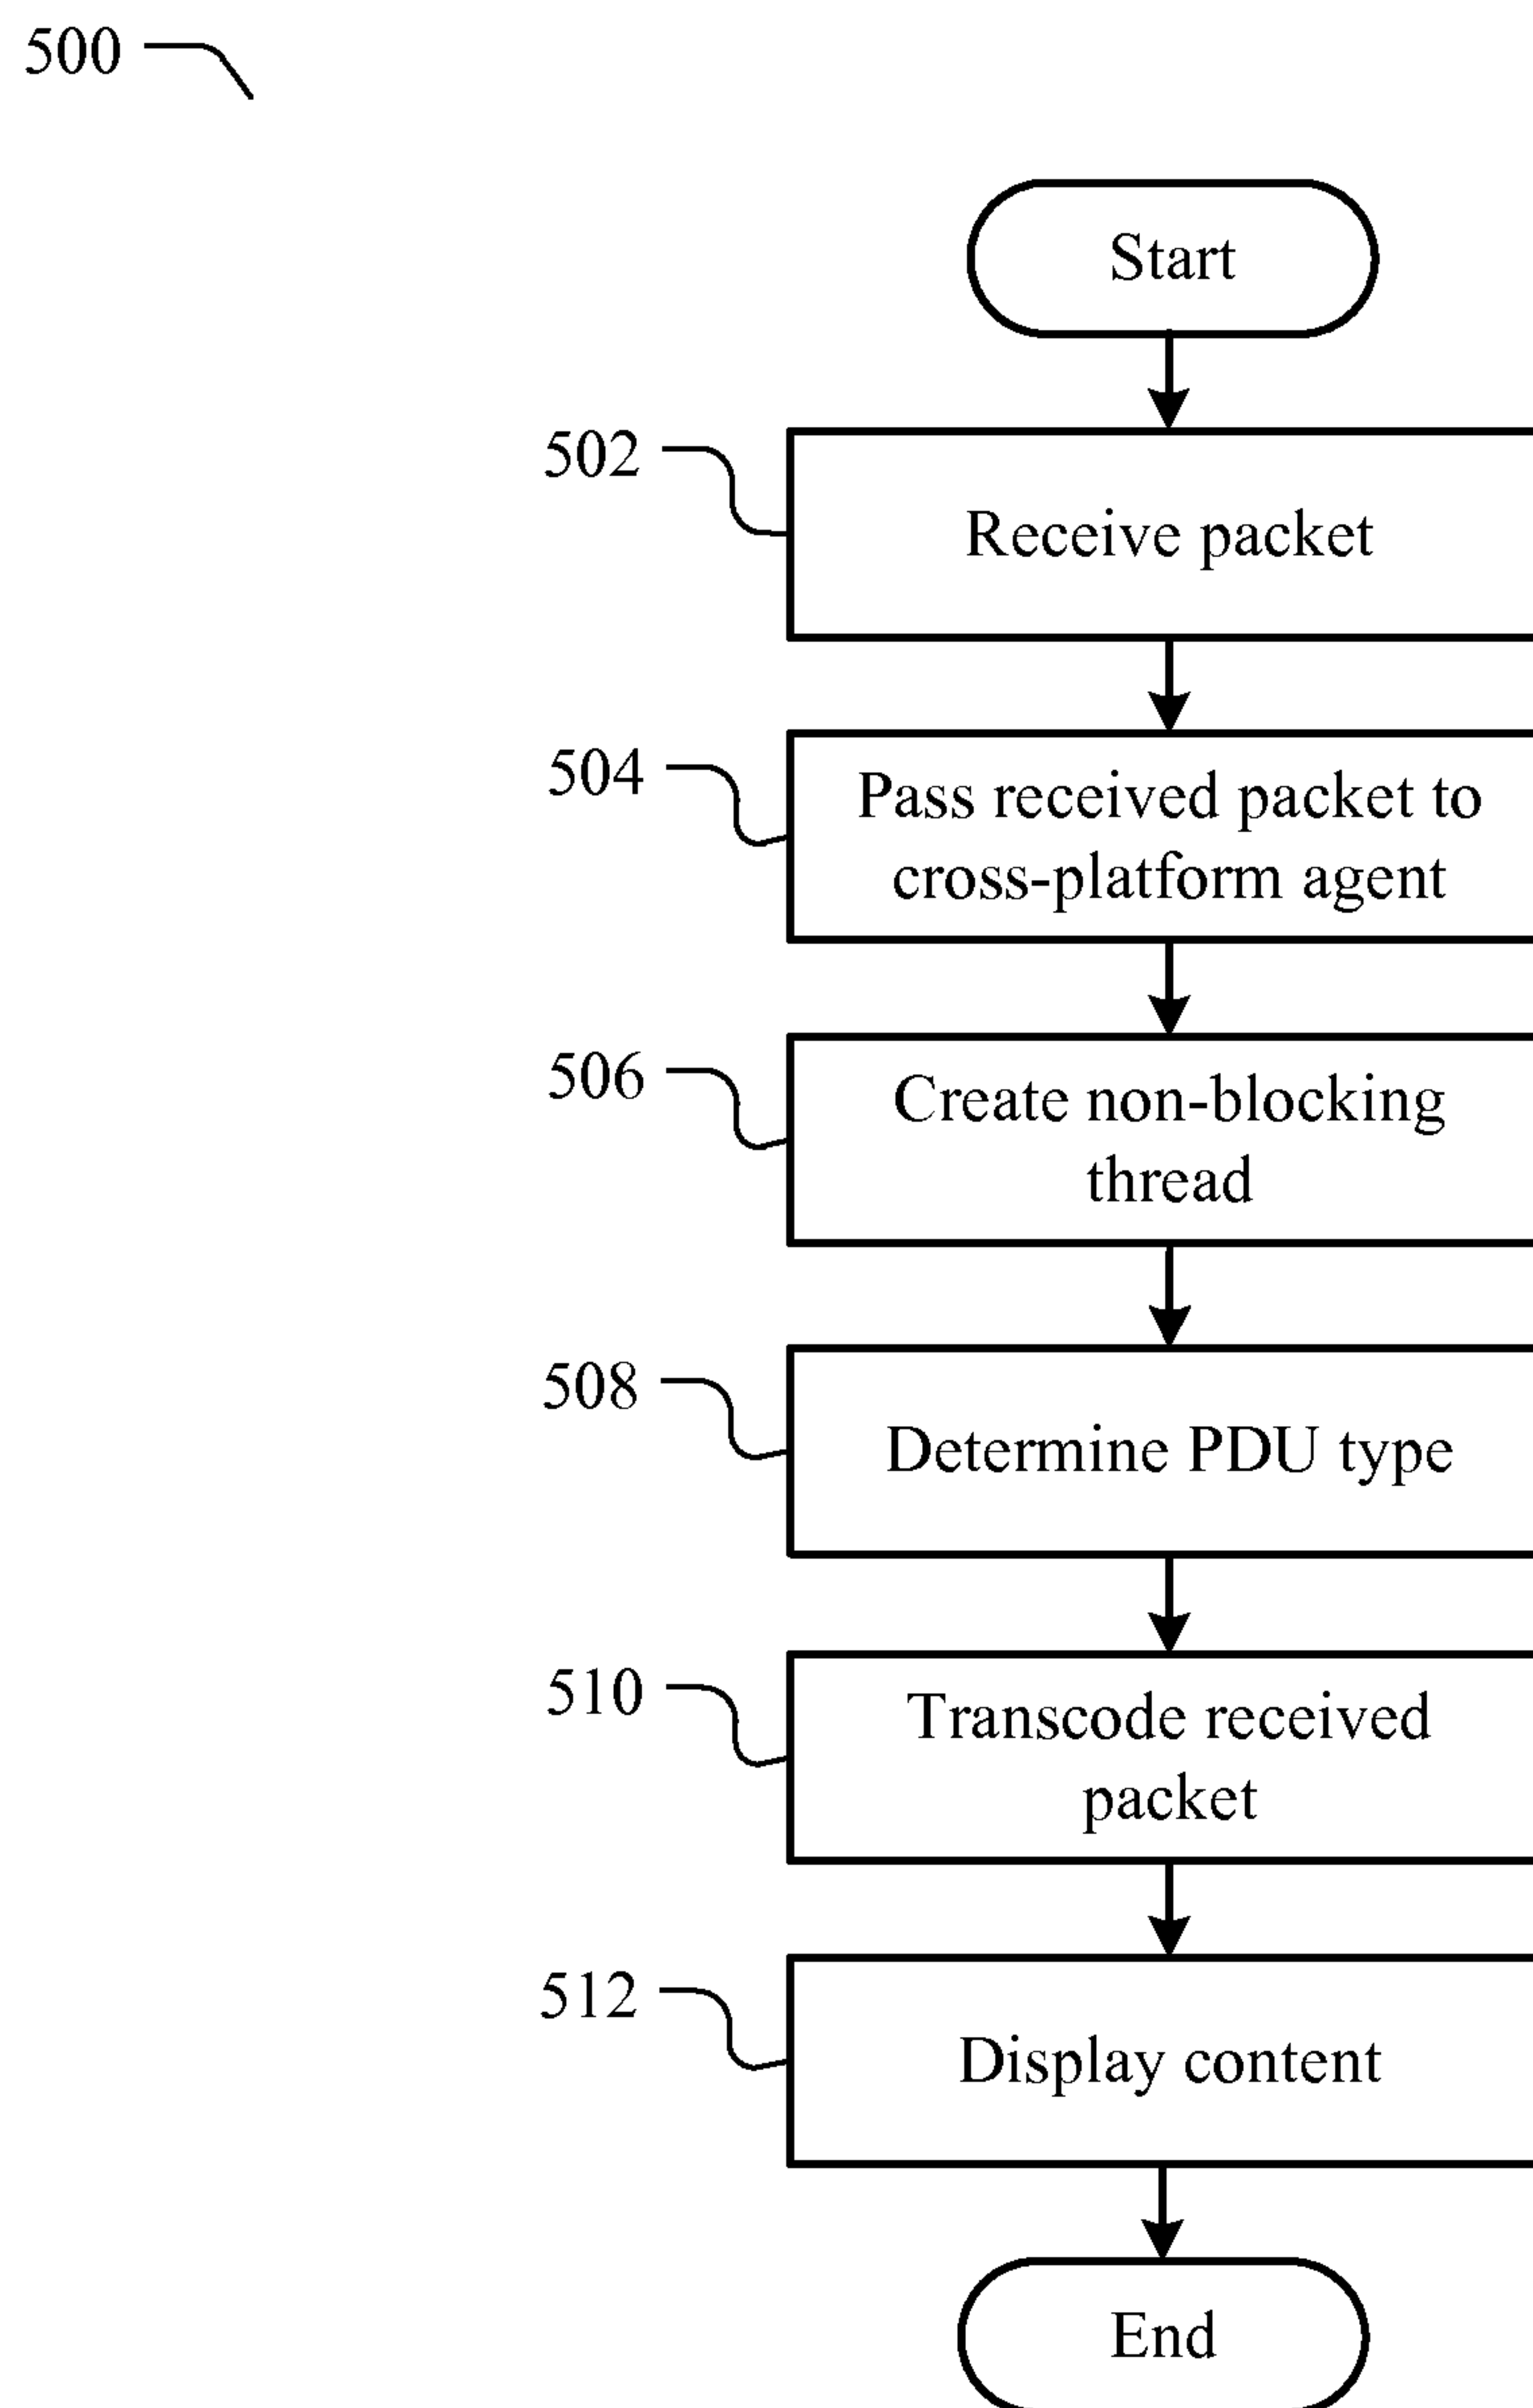 500
Start
502
Receive packet
504
Pass received packet to
cross-platform agent
506
Create non-blocking
thread
508
Determine PDU type
510
Transcode received
packet
512
Display content
End